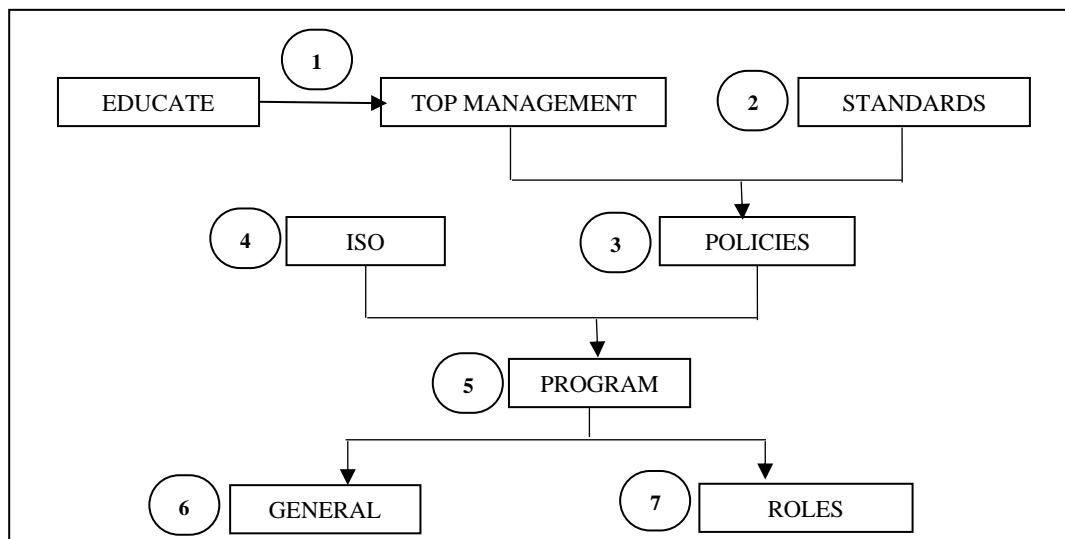 1
EDUCATE
TOP MANAGEMENT
2
STANDARDS
4
ISO
3
POLICIES
5
PROGRAM
6
GENERAL
7
ROLES